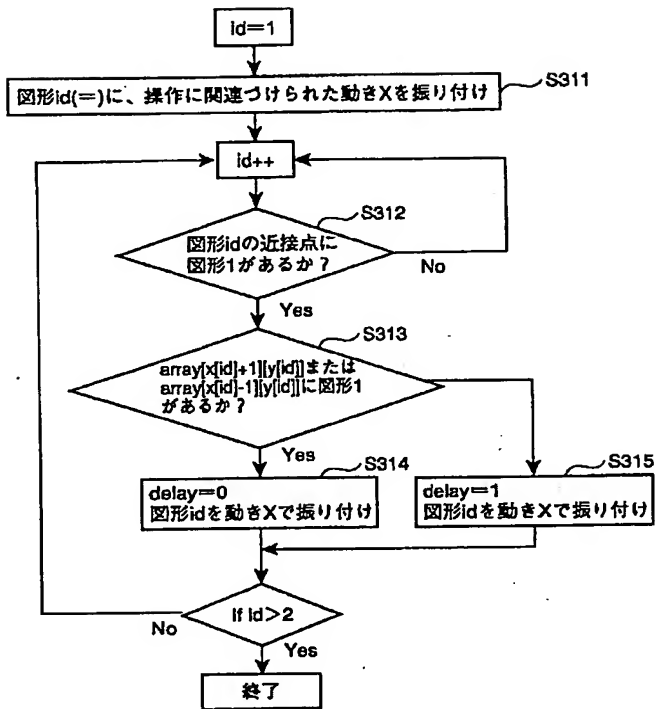 id=1
S311
図形id(=)に、操作に関連づけられた動きXを振り付け
id++
S312
図形idの近接点に
図形1があるか?
No
Yes
S313
array[x[id]+1][y[id]]または
array[x[id]-1][y[id]]に図形1
があるか?
Yes
S314
S315
delay=0
図形idを動きXで振り付け
delay=1
図形idを動きXで振り付け
if id>2
No
Yes
終了